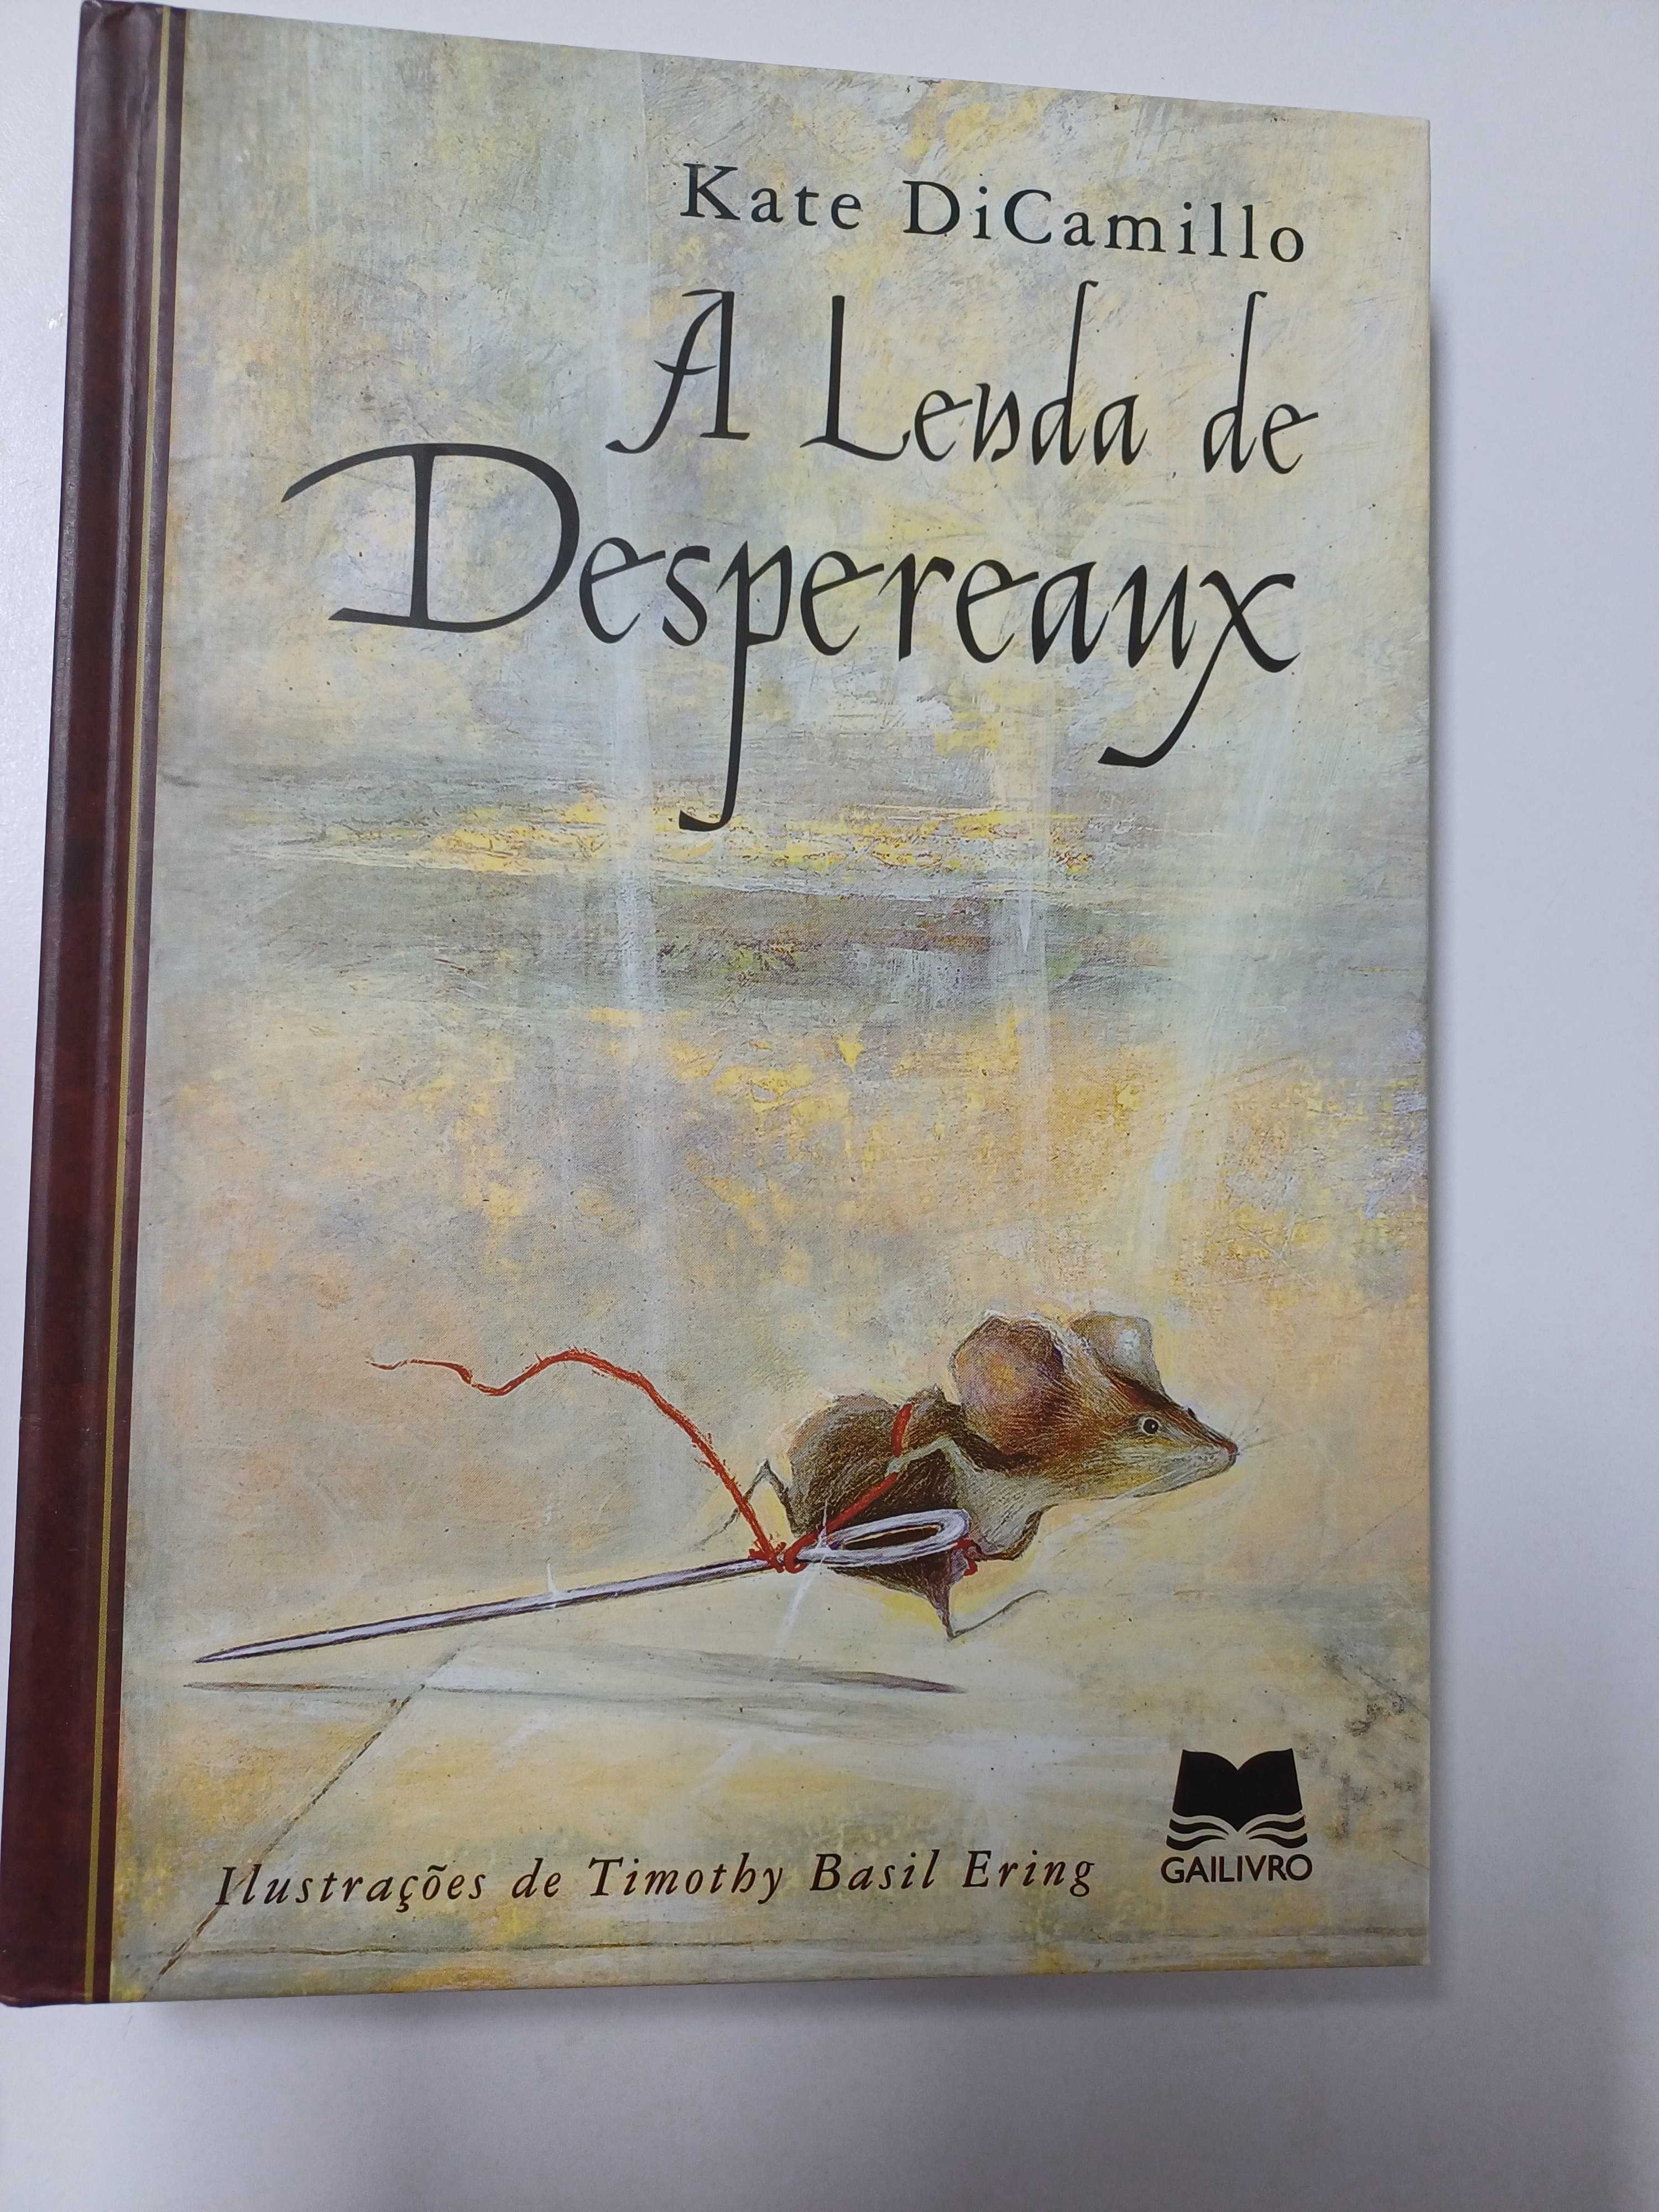 Kate DiCamillo
A Lenda de
Despereaux
Ilustrações de Timothy Basil Ering
GAILIVRO